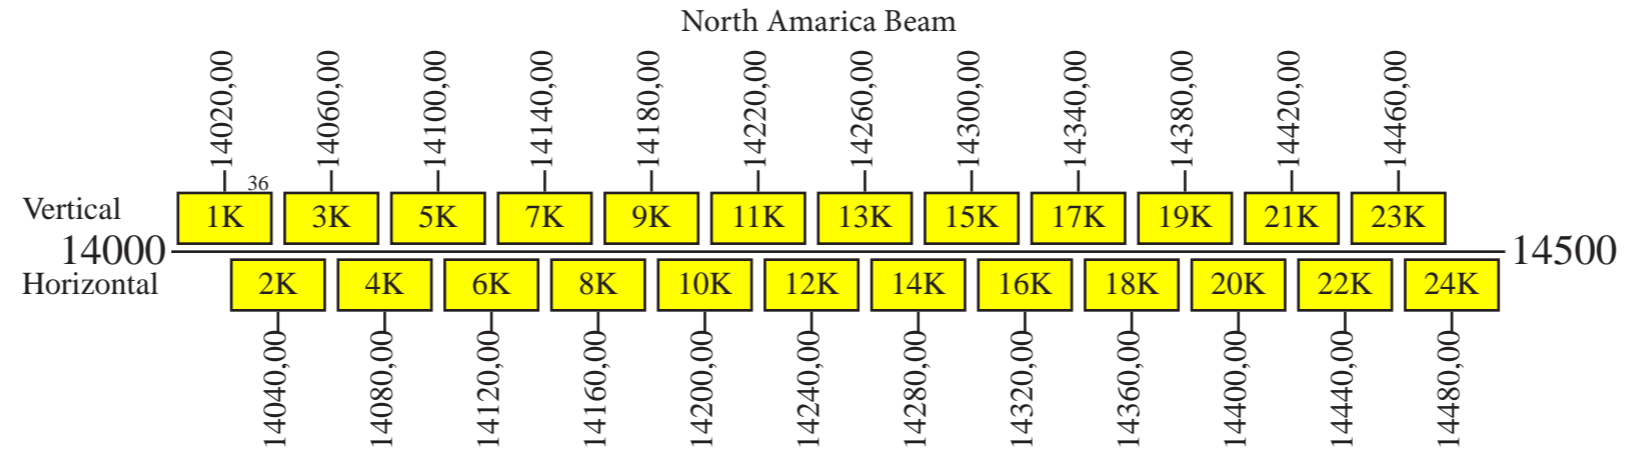 North Amarica Beam
14020,00 14060,00 14100,00 14140,00 14180,00 14220,00 14260,00 14300,00 14340,00 14380,00 14420,00 14460,00
36
Vertical 1K 3K 5K 7K 9K 11K 13K 15K 17K 19K 21K 23K
14000 14500
Horizontal 2K 4K 6K 8K 10K 12K 14K 16K 18K 20K 22K 24K
14040,00 14080,00 14120,00 14160,00 14200,00 14240,00 14280,00 14320,00 14360,00 14400,00 14440,00 14480,00